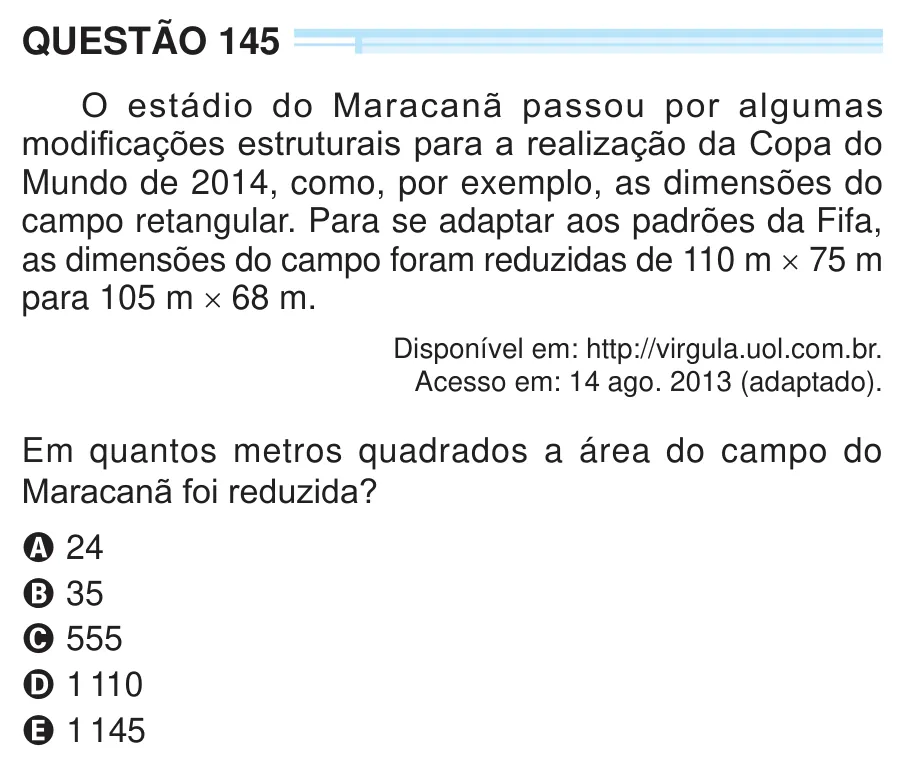 QUESTÃO 145
O estádio do Maracanã passou por algumas
modificações estruturais para a realização da Copa do
Mundo de 2014, como, por exemplo, as dimensões do
campo retangular. Para se adaptar aos padrões da Fifa,
as dimensões do campo foram reduzidas de 110 m × 75 m
para 105 m × 68 m.
Disponível em: http://virgula.uol.com.br.
Acesso em: 14 ago. 2013 (adaptado).
Em quantos metros quadrados a área do campo do
Maracanã foi reduzida?
A 24
B 35
C 555
D 1 110
E 1 145